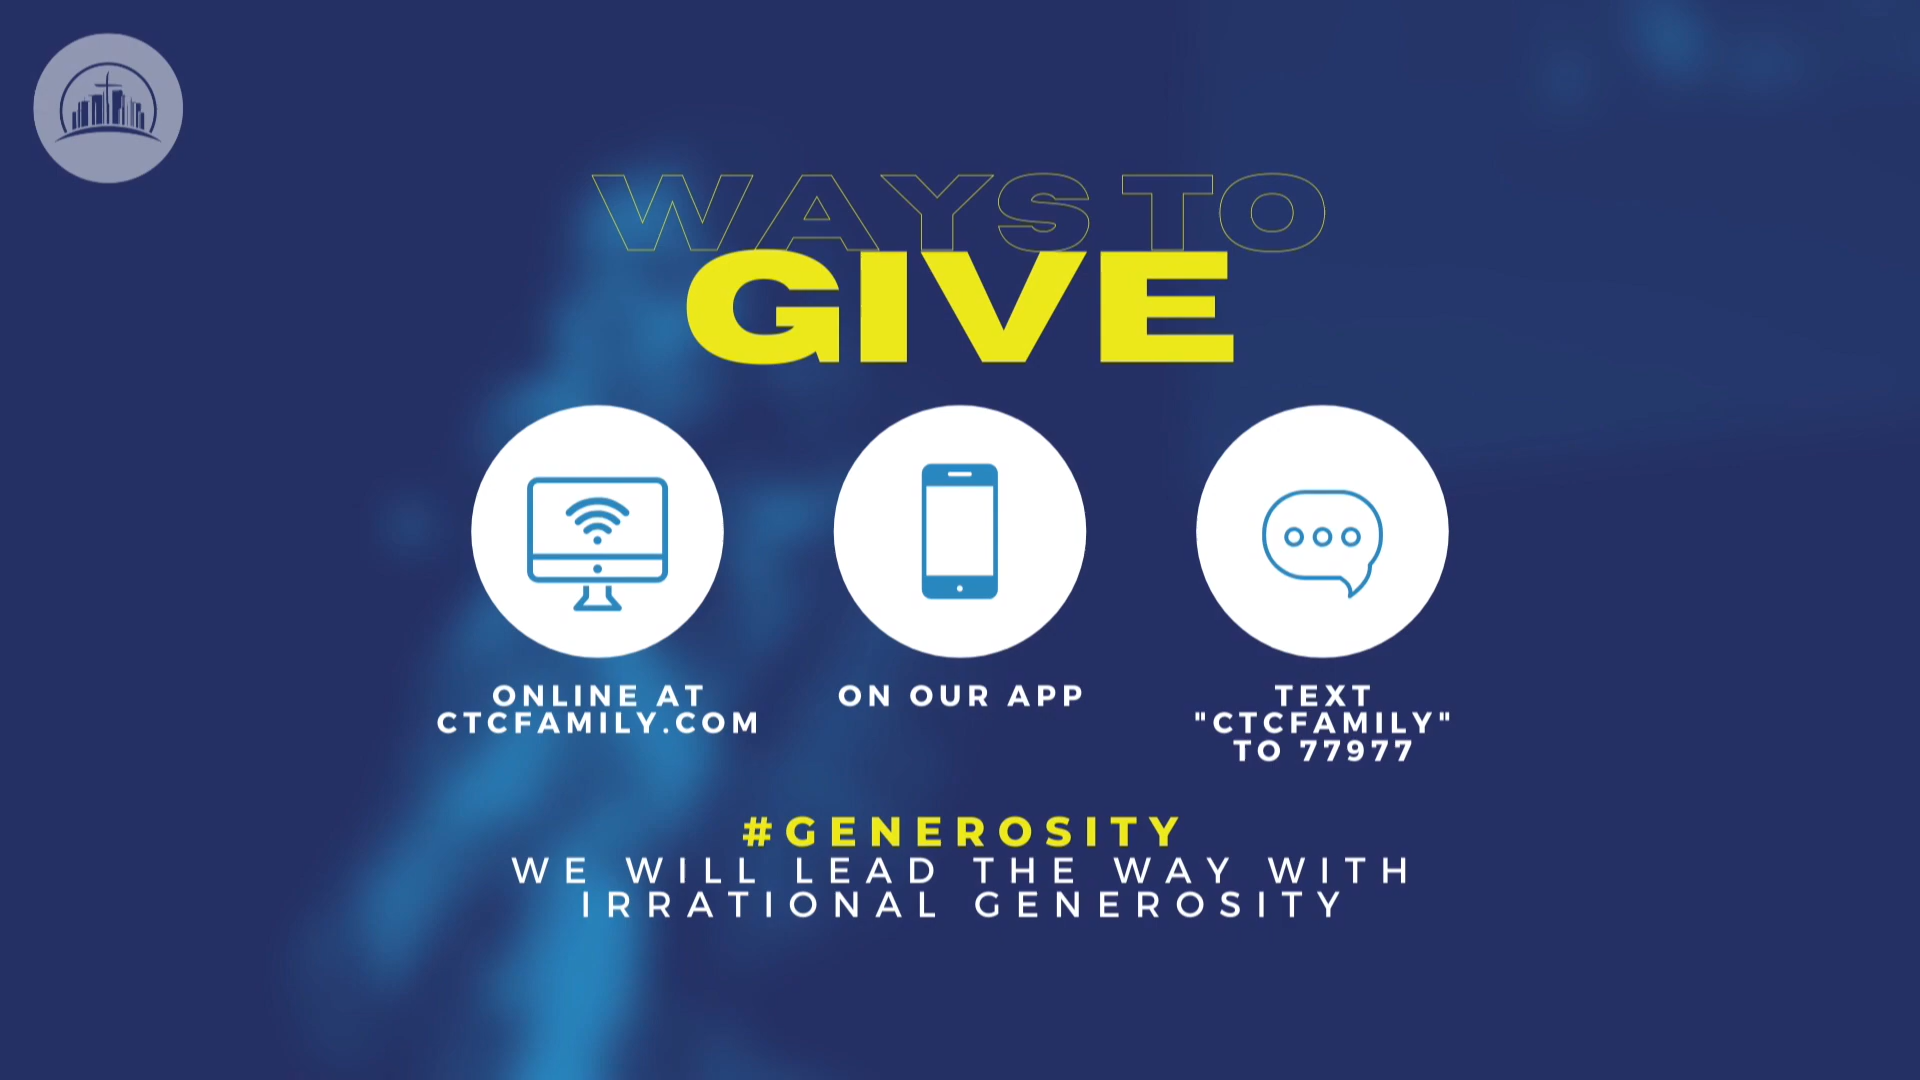 WAYS TO
GIVE
ONLINE AT
CTCFAMILY.COM
ON OUR APP
TEXT
"CTCFAMILY"
TO 77977
#GENEROSITY
WE WILL LEAD THE WAY WITH
IRRATIONAL GENEROSITY